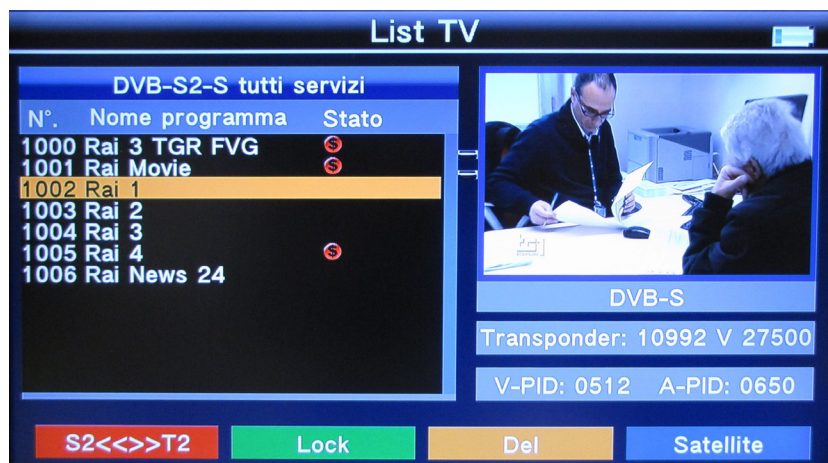 List TV
DVB-S2-S tutti servizi
N°. Nome programma Stato
1000 Rai 3 TGR FVG S
1001 Rai Movie S
1002 Rai 1
1003 Rai 2
1004 Rai 3
1005 Rai 4 S
1006 Rai News 24
DVB-S
Transponder: 10992 V 27500
V-PID: 0512 A-PID: 0650
S2<<>>T2 Lock Del Satellite